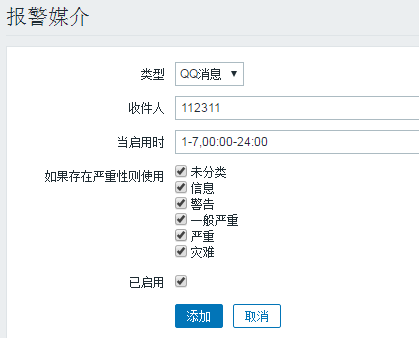 报警媒介
类型 QQ消息
收件人 112311
当启用时 1-7,00:00-24:00
如果存在严重性则使用 未分类
信息
警告
一般严重
严重
灾难
已启用
添加 取消